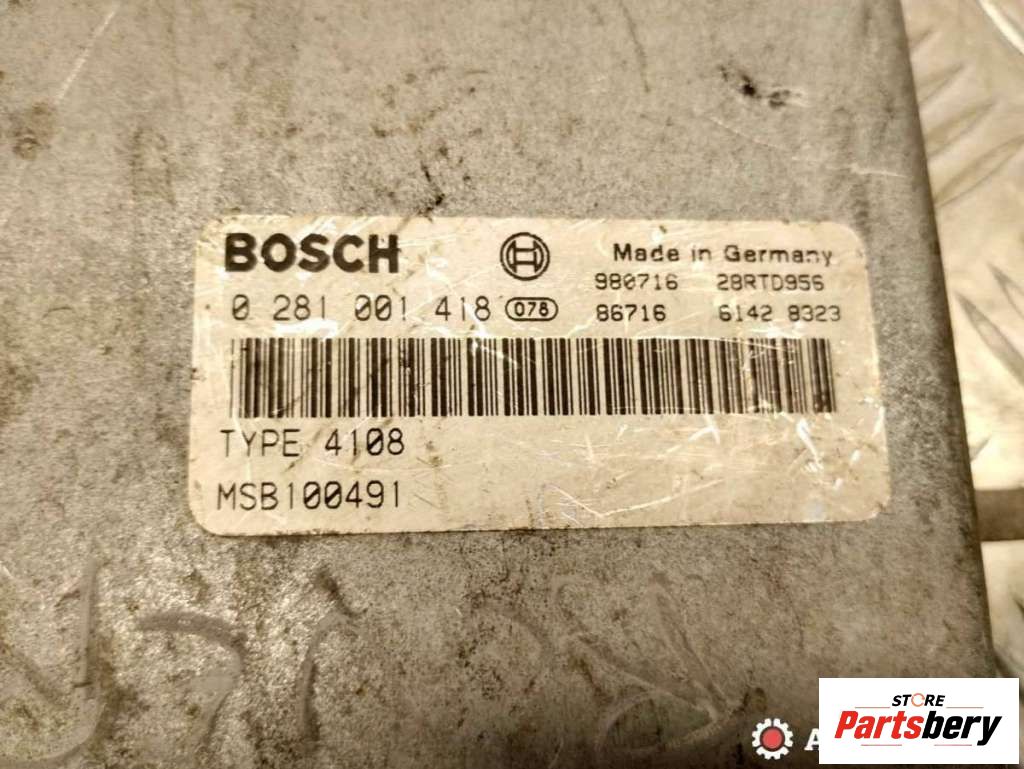 BOSCH Made in Germany
980716 28RTD956
0 281 001 418 078 86716 6142 8323
TYPE 4108
MSB100491
STORE
Partsbery
A